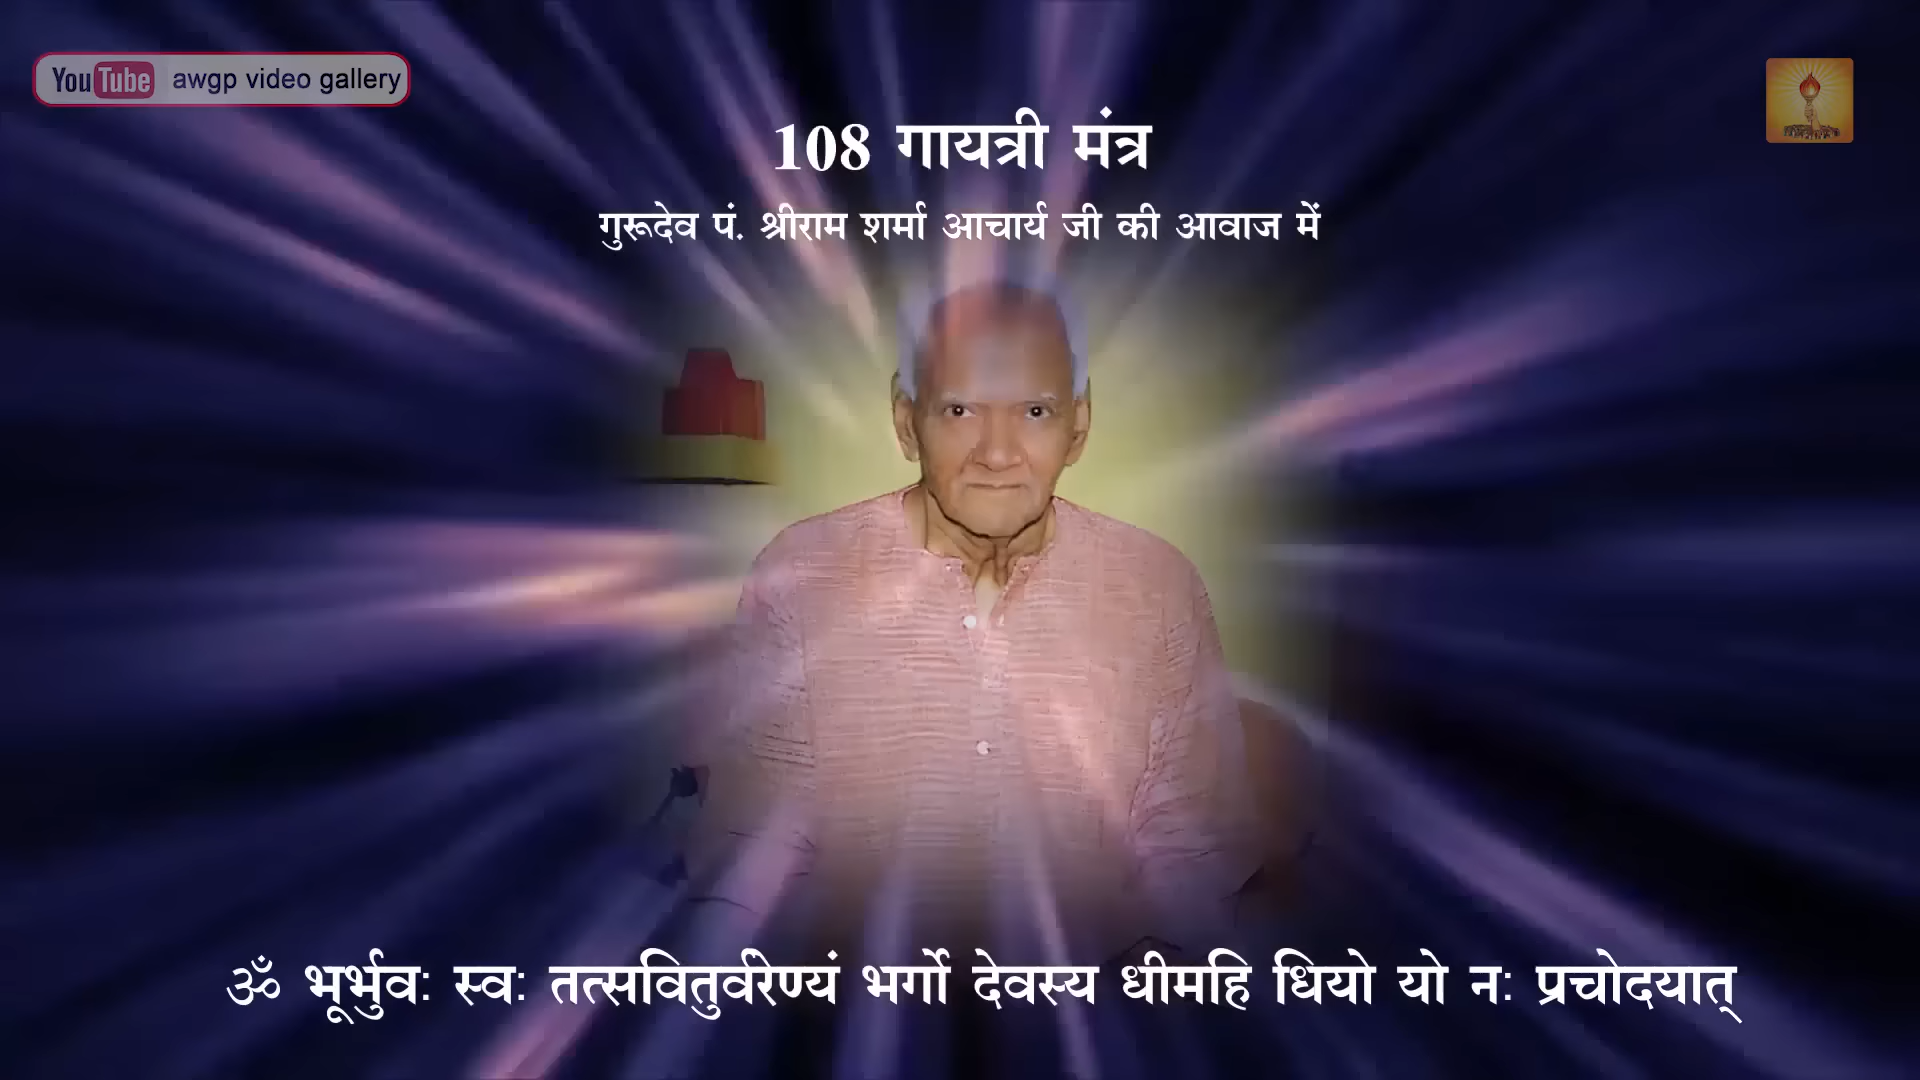 YouTube awgp video gallery
108 गायत्री मंत्र
गुरूदेव पं. श्रीराम शर्मा आचार्य जी की आवाज में
ॐ भूर्भुवः स्वः तत्सवितुर्वरेण्यं भर्गो देवस्य धीमहि धियो यो नः प्रचोदयात्